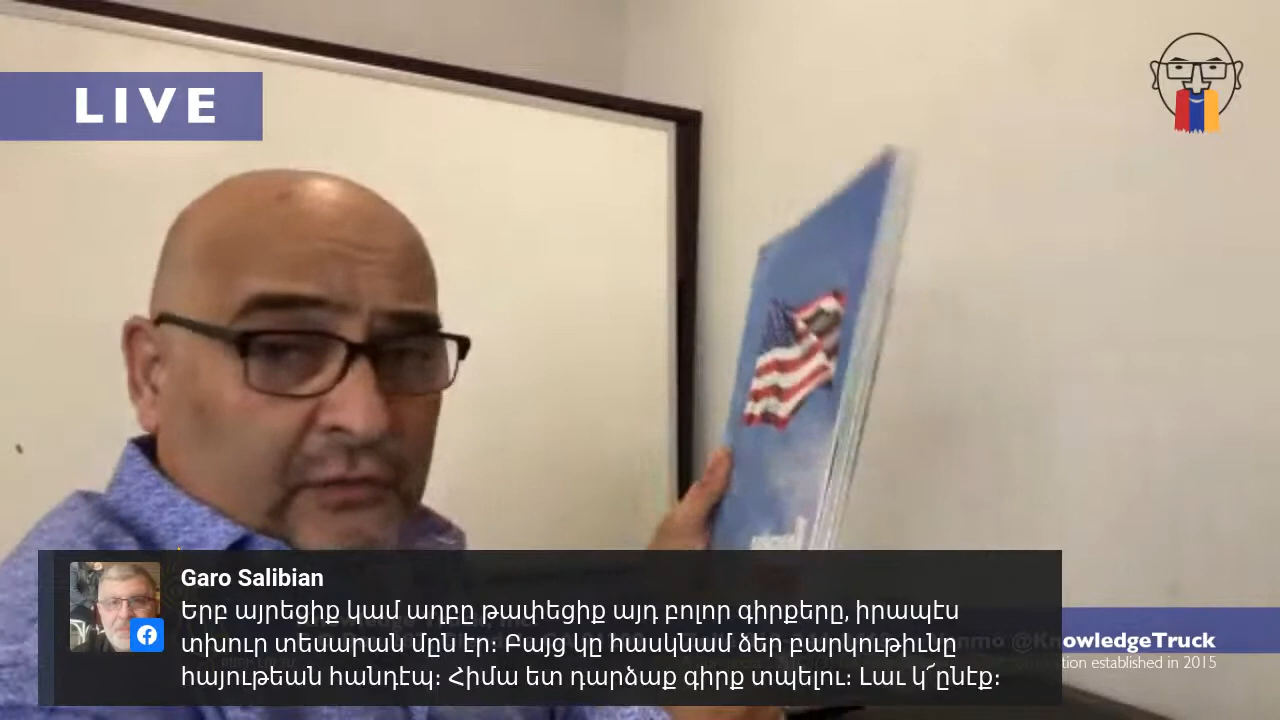 LIVE
Garo Salibian
Երբ այրեցիք կամ աղբը թափեցիք այդ բոլոր գիրքերը, իրապէս
տխուր տեսարան մըն էր։ Բայց կը հասկնամ ձեր բարկութիւնը
հայութեան հանդէպ։ Հիմա ետ դարձաք գիրք տպելու։ Լաւ կ՜ընէք։
@KnowledgeTruck
established in 2015